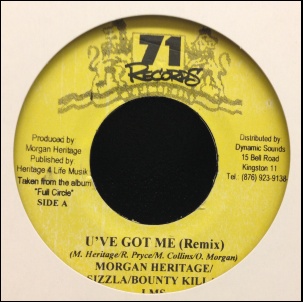 71
RECORDS
Produced by
Morgan Heritage
Published by
Heritage 4 Life Musik
Taken from the album
"Full Circle"
SIDE A
Distributed by
Dynamic Sounds
15 Bell Road
Kingston 11
Tel: (876) 923-9138
U'VE GOT ME (Remix)
(M. Heritage/R. Pryce/M. Collins/O. Morgan)
MORGAN HERITAGE/
SIZZLA/BOUNTY
LMS